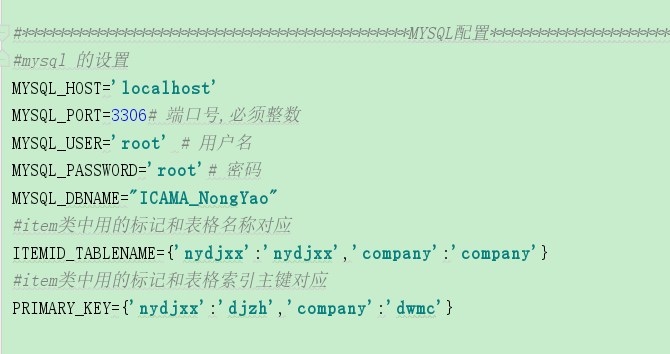 #****************************************MYSQL配置******************
#mysql 的设置
MYSQL_HOST='localhost'
MYSQL_PORT=3306# 端口号,必须整数
MYSQL_USER='root' # 用户名
MYSQL_PASSWORD='root'# 密码
MYSQL_DBNAME="ICAMA_NongYao"
#item类中用的标记和表格名称对应
ITEMID_TABLENAME={'nydjxx':'nydjxx','company':'company'}
#item类中用的标记和表格索引主键对应
PRIMARY_KEY={'nydjxx':'djzh','company':'dwmc'}